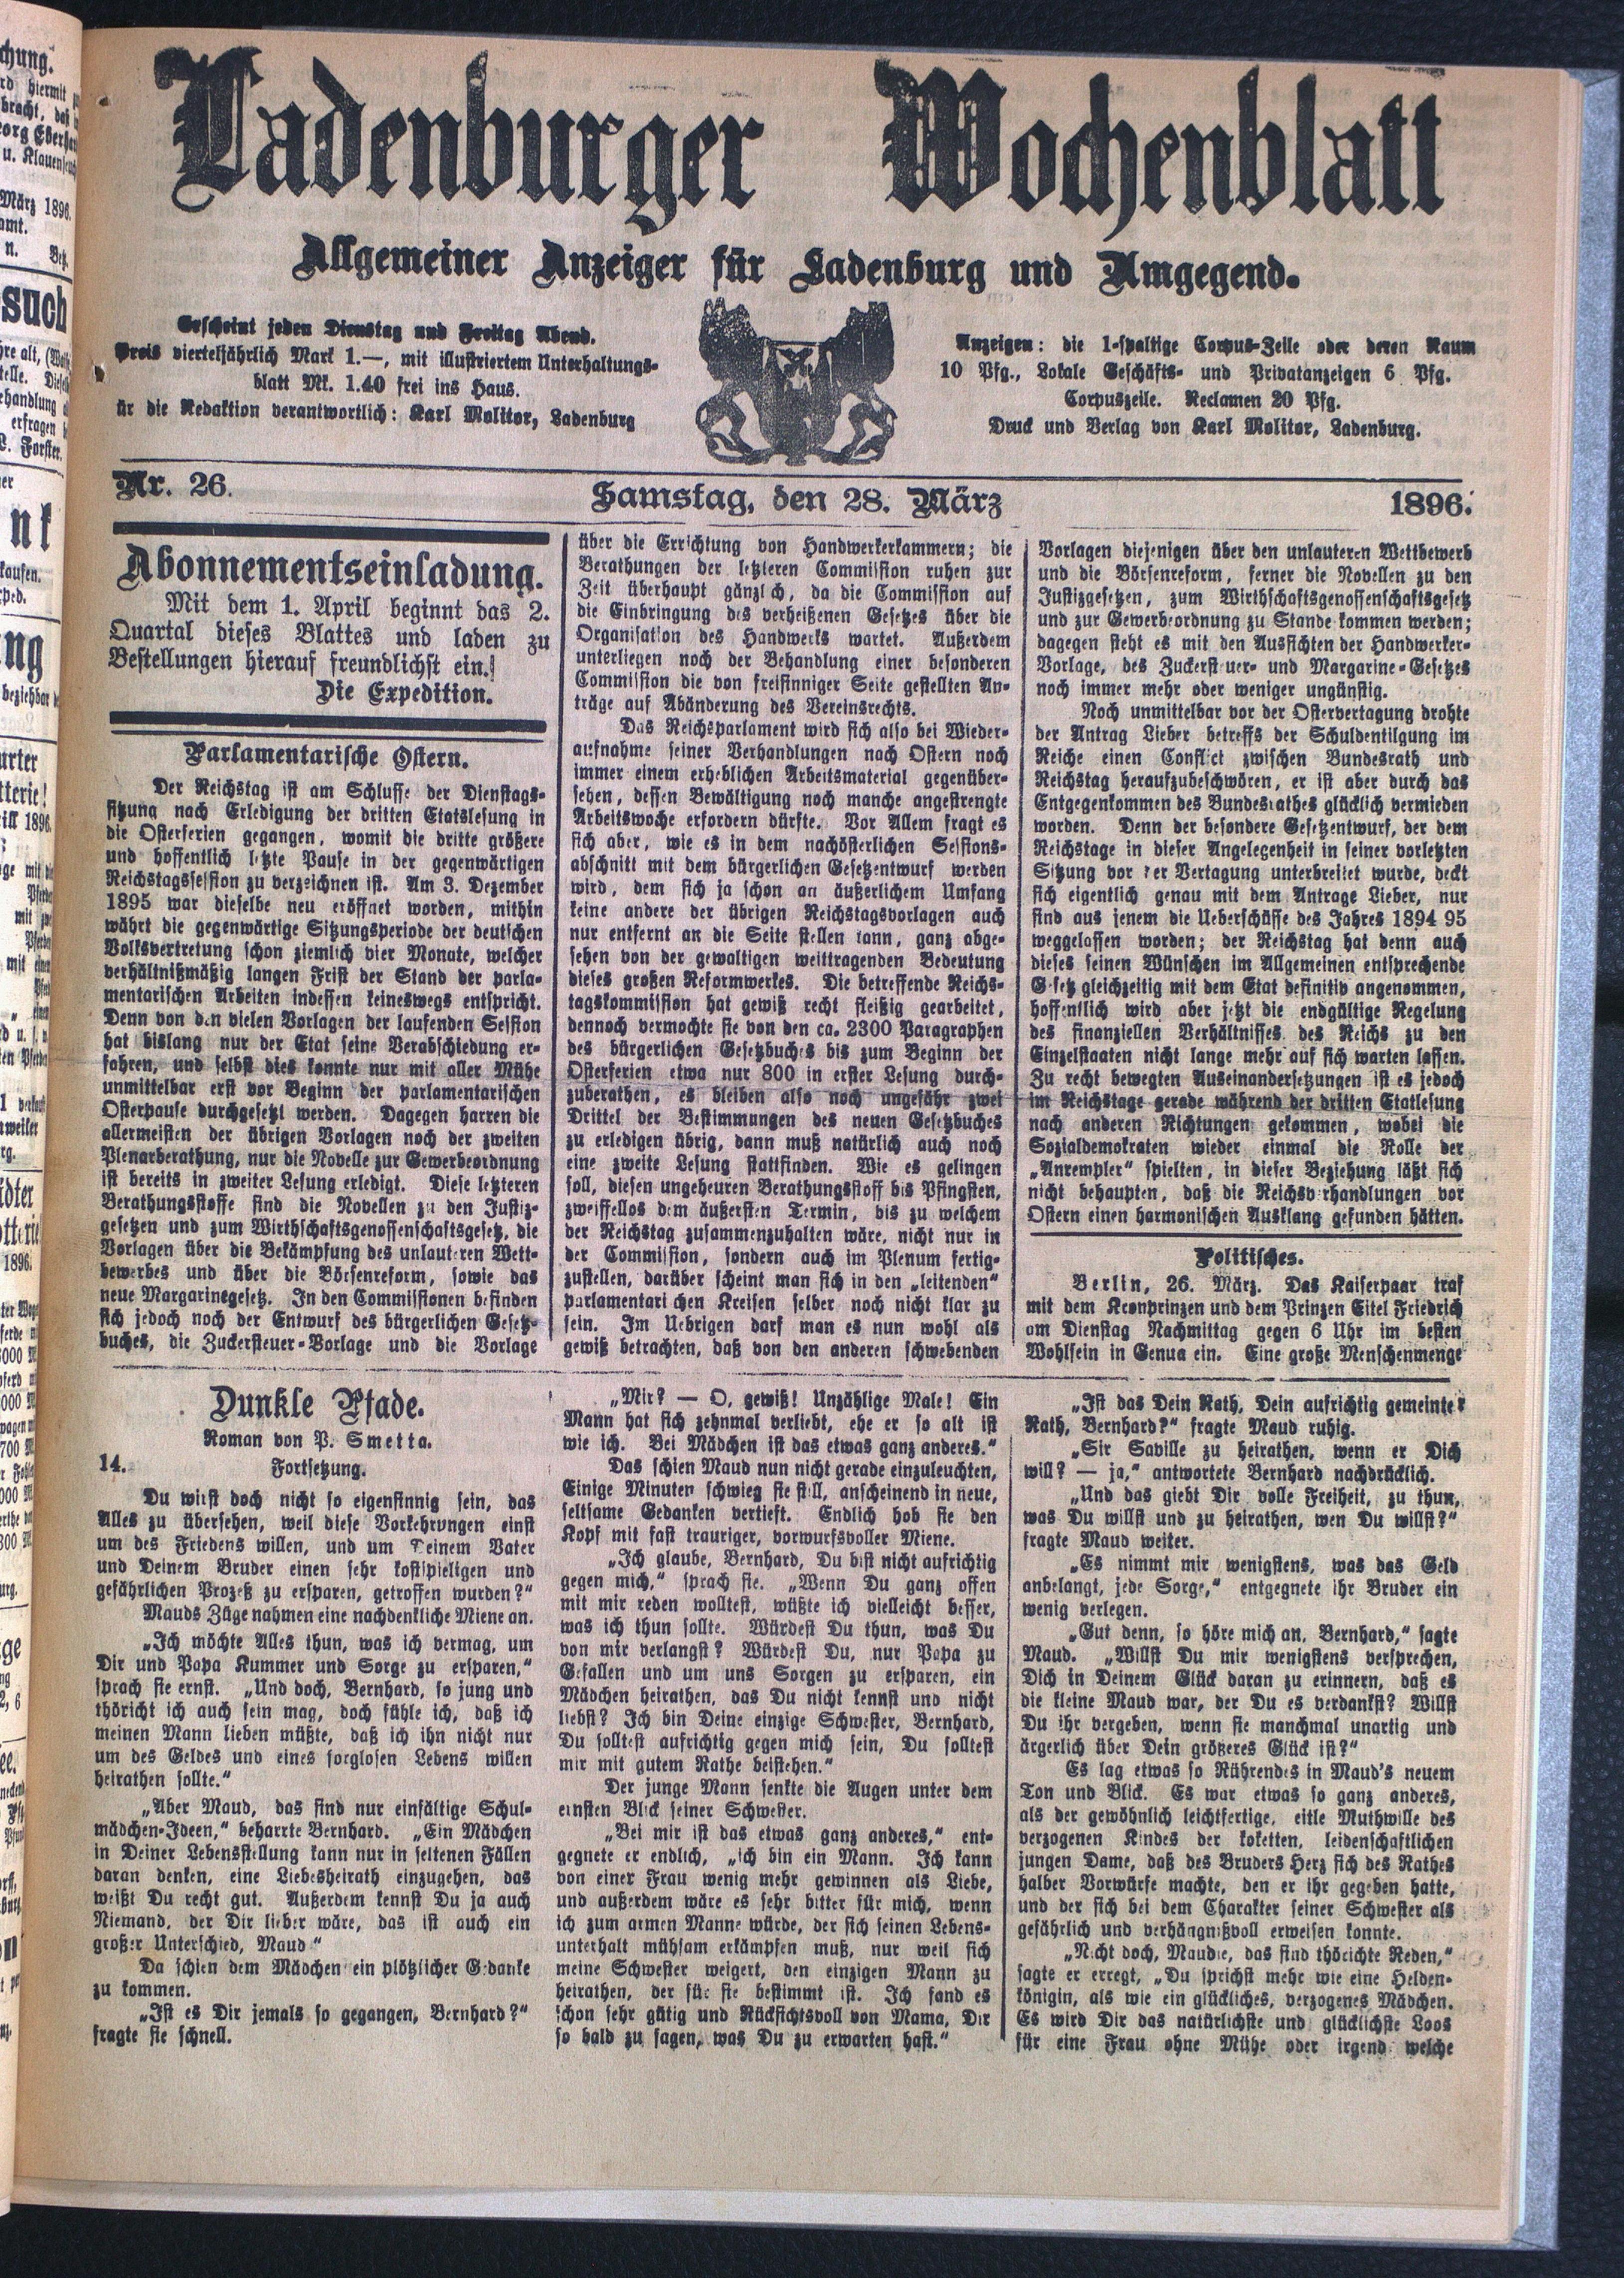 Ladenburger Wochenblatt
Allgemeiner Anzeiger für Ladenburg und Umgegend.
Erscheint jeden Dienstag und Freitag Abend.
Preis vierteljährlich Mark 1.—, mit illustriertem Unterhaltungs-
blatt Mk. 1.40 frei ins Haus.
ür die Redaktion verantwortlich: Karl Molitor, Ladenburg
Anzeigen: die 1-spaltige Corpus-Zeile oder deren Raum
10 Pfg., Lokale Geschäfts- und Privatanzeigen 6 Pfg.
Corpuszeile. Reclamen 20 Pfg.
Druck und Verlag von Karl Molitor, Ladenburg.
Nr. 26.
Samstag, den 28. März
1896.
Abonnementseinladung.
Mit dem 1. April beginnt das 2.
Quartal dieses Blattes und laden zu
Bestellungen hierauf freundlichst ein.
Die Expedition.
Parlamentarische Ostern.
Der Reichstag ist am Schlusse der Dienstags-
sitzung nach Erledigung der dritten Etatslesung in
die Osterferien gegangen, womit die dritte größere
und hoffentlich letzte Pause in der gegenwärtigen
Reichstagssession zu verzeichnen ist. Am 3. Dezember
1895 war dieselbe neu eröffnet worden, mithin
währt die gegenwärtige Sitzungsperiode der deutschen
Volksvertretung schon ziemlich vier Monate, welcher
verhältnißmäßig langen Frist der Stand der parla-
mentarischen Arbeiten indessen keineswegs entspricht.
Denn von den vielen Vorlagen der laufenden Session
hat bislang nur der Etat seine Verabschiedung er-
fahren, und selbst dies konnte nur mit aller Mühe
unmittelbar erst vor Beginn der parlamentarischen
Osterpause durchgesetzt werden. Dagegen harren die
allermeisten der übrigen Vorlagen noch der zweiten
Plenarberathung, nur die Novelle zur Gewerbeordnung
ist bereits in zweiter Lesung erledigt. Diese letzteren
Berathungsstoffe sind die Novellen zu den Justiz-
gesetzen und zum Wirthschaftsgenossenschaftsgesetz, die
Vorlagen über die Bekämpfung des unlauteren Wett-
bewerbes und über die Börsenreform, sowie das
neue Margarinegesetz. In den Commissionen befinden
sich jedoch noch der Entwurf des bürgerlichen Gesetz-
buches, die Zuckersteuer-Vorlage und die Vorlage
über die Errichtung von Handwerkerkammern; die
Berathungen der letzteren Commission ruhen zur
Zeit überhaupt gänzlich, da die Commission auf
die Einbringung des verheißenen Gesetzes über die
Organisation des Handwerks wartet. Außerdem
unterliegen noch der Behandlung einer besonderen
Commission die von freisinniger Seite gestellten An-
träge auf Abänderung des Vereinsrechts.
Das Reichsparlament wird sich also bei Wieder-
aufnahme seiner Verhandlungen nach Ostern noch
immer einem erheblichen Arbeitsmaterial gegenüber-
sehen, dessen Bewältigung noch manche angestrengte
Arbeitswoche erfordern dürfte. Vor Allem fragt es
sich aber, wie es in dem nachösterlichen Sessions-
abschnitt mit dem bürgerlichen Gesetzentwurf werden
wird, dem sich ja schon an äußerlichem Umfang
keine andere der übrigen Reichstagsvorlagen auch
nur entfernt an die Seite stellen kann, ganz abge-
sehen von der gewaltigen weittragenden Bedeutung
dieses großen Reformwerkes. Die betreffende Reichs-
tagskommission hat gewiß recht fleißig gearbeitet,
dennoch vermochte sie von den ca. 2300 Paragraphen
des bürgerlichen Gesetzbuches bis zum Beginn der
Osterferien etwa nur 800 in erster Lesung durch-
zuberathen, es bleiben also noch ungefähr zwei
Drittel der Bestimmungen des neuen Gesetzbuches
zu erledigen übrig, dann muß natürlich auch noch
eine zweite Lesung stattfinden. Wie es gelingen
soll, diesen ungeheuren Berathungsstoff bis Pfingsten,
zweiffellos dem äußersten Termin, bis zu welchem
der Reichstag zusammenzuhalten wäre, nicht nur in
der Commission, sondern auch im Plenum fertig-
zustellen, darüber scheint man sich in den „leitenden“
parlamentarischen Kreisen selber noch nicht klar zu
sein. Im Uebrigen darf man es nun wohl als
gewiß betrachten, daß von den anderen schwebenden
Vorlagen diejenigen über den unlauteren Wettbewerb
und die Börsenreform, ferner die Novellen zu den
Justizgesetzen, zum Wirthschaftsgenossenschaftsgesetz
und zur Gewerbeordnung zu Stande kommen werden;
dagegen steht es mit den Aussichten der Handwerker-
Vorlage, des Zuckersteuer- und Margarine-Gesetzes
noch immer mehr oder weniger ungünstig.
Noch unmittelbar vor der Ostervertagung drohte
der Antrag Lieber betreffs der Schuldentilgung im
Reiche einen Conflict zwischen Bundesrath und
Reichstag heraufzubeschwören, er ist aber durch das
Entgegenkommen des Bundesrathes glücklich vermieden
worden. Denn der besondere Gesetzentwurf, der dem
Reichstage in dieser Angelegenheit in seiner vorletzten
Sitzung vor der Vertagung unterbreitet wurde, deckt
sich eigentlich genau mit dem Antrage Lieber, nur
sind aus jenem die Ueberschüsse des Jahres 1894 95
weggelassen worden; der Reichstag hat denn auch
dieses seinen Wünschen im Allgemeinen entsprechende
Gesetz gleichzeitig mit dem Etat definitiv angenommen,
hoffentlich wird aber jetzt die endgültige Regelung
des finanziellen Verhältnisses des Reichs zu den
Einzelstaaten nicht lange mehr auf sich warten lassen.
Zu recht bewegten Auseinandersetzungen ist es jedoch
im Reichstage gerade während der dritten Etatlesung
nach anderen Richtungen gekommen, wobei die
Sozialdemokraten wieder einmal die Rolle der
„Anrempler“ spielten, in dieser Beziehung läßt sich
nicht behaupten, daß die Reichsverhandlungen vor
Ostern einen harmonischen Ausklang gefunden hätten.
Politisches.
Berlin, 26. März. Das Kaiserpaar traf
mit dem Kronprinzen und dem Prinzen Eitel Friedrich
am Dienstag Nachmittag gegen 6 Uhr im besten
Wohlsein in Genua ein. Eine große Menschenmenge
Dunkle Pfade.
Roman von P. Smetta.
14. Fortsetzung.
Du wirst doch nicht so eigensinnig sein, das
Alles zu übersehen, weil diese Vorkehrungen einst
um des Friedens willen, und um Deinem Vater
und Deinem Bruder einen sehr kostspieligen und
gefährlichen Prozeß zu ersparen, getroffen wurden?“
Mauds Züge nahmen eine nachdenkliche Miene an.
„Ich möchte Alles thun, was ich vermag, um
Dir und Papa Kummer und Sorge zu ersparen,“
sprach sie ernst. „Und doch, Bernhard, so jung und
thöricht ich auch sein mag, doch fühle ich, daß ich
meinen Mann lieben müßte, daß ich ihn nicht nur
um des Geldes und eines sorglosen Lebens willen
heirathen sollte.“
„Aber Maud, das sind nur einfältige Schul-
mädchen-Ideen,“ beharrte Bernhard. „Ein Mädchen
in Deiner Lebensstellung kann nur in seltenen Fällen
daran denken, eine Liebesheirath einzugehen, das
weißt Du recht gut. Außerdem kennst Du ja auch
Niemand, der Dir lieber wäre, das ist auch ein
großer Unterschied, Maud“
Da schien dem Mädchen ein plötzlicher Gedanke
zu kommen.
„Ist es Dir jemals so gegangen, Bernhard?“
fragte sie schnell.
„Mir? — O, gewiß! Unzählige Male! Ein
Mann hat sich zehnmal verliebt, ehe er so alt ist
wie ich. Bei Mädchen ist das etwas ganz anderes.“
Das schien Maud nun nicht gerade einzuleuchten,
Einige Minuten schwieg sie still, anscheinend in neue,
seltsame Gedanken vertieft. Endlich hob sie den
Kopf mit fast trauriger, vorwurfsvoller Miene.
„Ich glaube, Bernhard, Du bist nicht aufrichtig
gegen mich,“ sprach sie. „Wenn Du ganz offen
mit mir reden wolltest, wüßte ich vielleicht besser,
was ich thun sollte. Würdest Du thun, was Du
von mir verlangst? Würdest Du, nur Papa zu
Gefallen und um uns Sorgen zu ersparen, ein
Mädchen heirathen, das Du nicht kennst und nicht
liebst? Ich bin Deine einzige Schwester, Bernhard,
Du solltest aufrichtig gegen mich sein, Du solltest
mir mit gutem Rathe beistehen.“
Der junge Mann senkte die Augen unter dem
ernsten Blick seiner Schwester.
„Bei mir ist das etwas ganz anderes,“ ent-
gegnete er endlich, „ich bin ein Mann. Ich kann
von einer Frau wenig mehr gewinnen als Liebe,
und außerdem wäre es sehr bitter für mich, wenn
ich zum armen Manne würde, der sich seinen Lebens-
unterhalt mühsam erkämpfen muß, nur weil sich
meine Schwester weigert, den einzigen Mann zu
heirathen, der für sie bestimmt ist. Ich fand es
schon sehr gütig und Rücksichtsvoll von Mama, Dir
so bald zu sagen, was Du zu erwarten hast.“
„Ist das Dein Rath, Dein aufrichtig gemeinter
Rath, Bernhard?“ fragte Maud ruhig.
„Sir Saville zu heirathen, wenn er Dich
will? — ja,“ antwortete Bernhard nachdrücklich.
„Und das giebt Dir volle Freiheit, zu thun,
was Du willst und zu heirathen, wen Du willst?“
fragte Maud weiter.
„Es nimmt mir wenigstens, was das Geld
anbelangt, jede Sorge,“ entgegnete ihr Bruder ein
wenig verlegen.
„Gut denn, so höre mich an, Bernhard,“ sagte
Maud. „Willst Du mir wenigstens versprechen,
Dich in Deinem Glück daran zu erinnern, daß es
die kleine Maud war, der Du es verdankst? Willst
Du ihr vergeben, wenn sie manchmal unartig und
ärgerlich über Dein größeres Glück ist?“
Es lag etwas so Rührendes in Maud's neuem
Ton und Blick. Es war etwas so ganz anderes,
als der gewöhnlich leichtfertige, eitle Muthwille des
verzogenen Kindes der koketten, leidenschaftlichen
jungen Dame, daß des Bruders Herz sich des Rathes
halber Vorwürfe machte, den er ihr gegeben hatte,
und der sich bei dem Charakter seiner Schwester als
gefährlich und verhängnißvoll erweisen konnte.
„Nicht doch, Maudie, das sind thörichte Reden,“
sagte er erregt, „Du sprichst mehr wie eine Helden-
königin, als wie ein glückliches, verzogenes Mädchen.
Es wird Dir das natürlichste und glücklichste Loos
für eine Frau ohne Mühe oder irgend welche